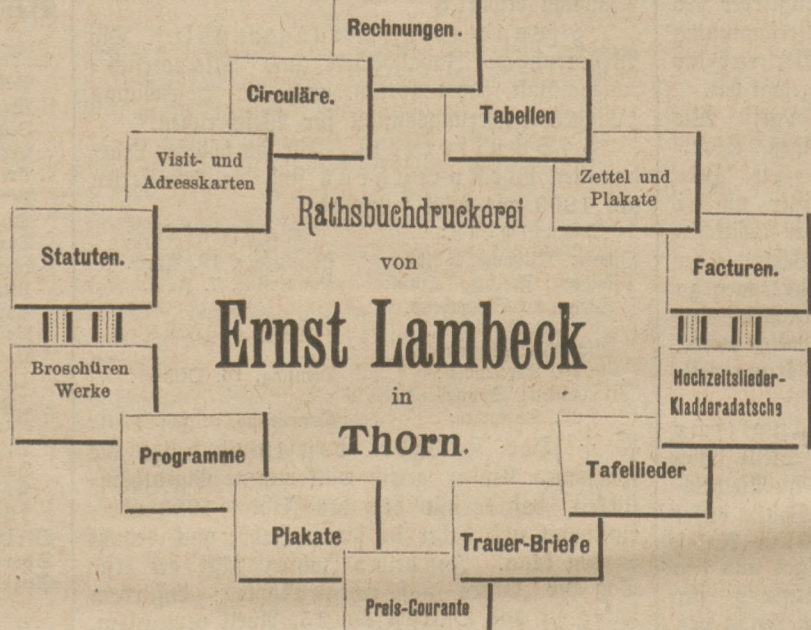 Rechnungen.
Circuläre.
Tabellen
Visit- und
Adresskarten
Zettel und
Plakate
Rathsbuchdruckerei
Statuten.
von
Facturen.
Ernst Lambeck
Broschüren
Werke
in
Hochzeitslieder-
Kladderadatschs
Programme
Thorn.
Tafellieder
Plakate
Trauer-Briefe
Preis-Courante